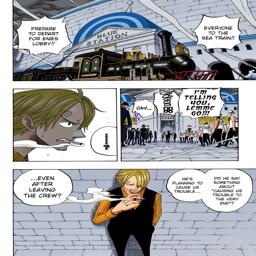 PREPARE
TO DEPART
FOR ENIES
LOBBY!!
EVERYONE
TO THE
SEA TRAIN!!
BLUE
STATION
OW...
I'M
TELLING
YOU,
LEMME
GO!!!
...EVEN
AFTER
LEAVING
THE CREW?
HE'S
PLANNING TO
CAUSE US
TROUBLE...
DID HE SAY
SOMETHING
ABOUT
"CAUSING US
TROUBLE TO
THE VERY
END"?